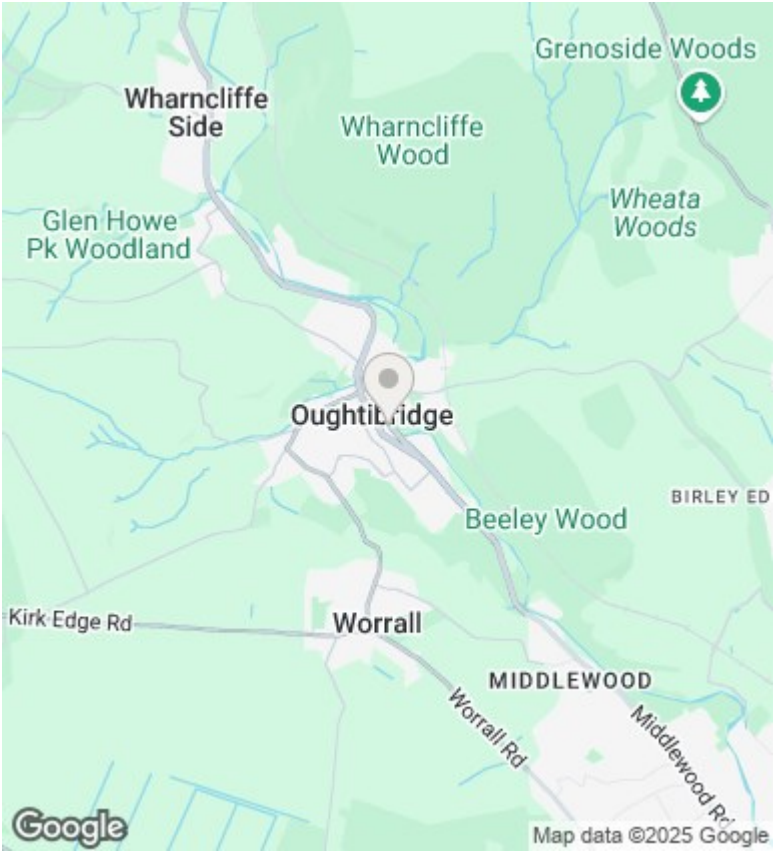 Grenoside Woods
Wharncliffe
Side
Wharncliffe
Wood
Wheata
Woods
Glen Howe
Pk Woodland
Oughtibridge
BIRLEY ED
Beeley Wood
Kirk Edge Rd
Worrall
MIDDLEWOOD
Worrall Rd
Middlewood Rd
Google
Map data ©2025 Google